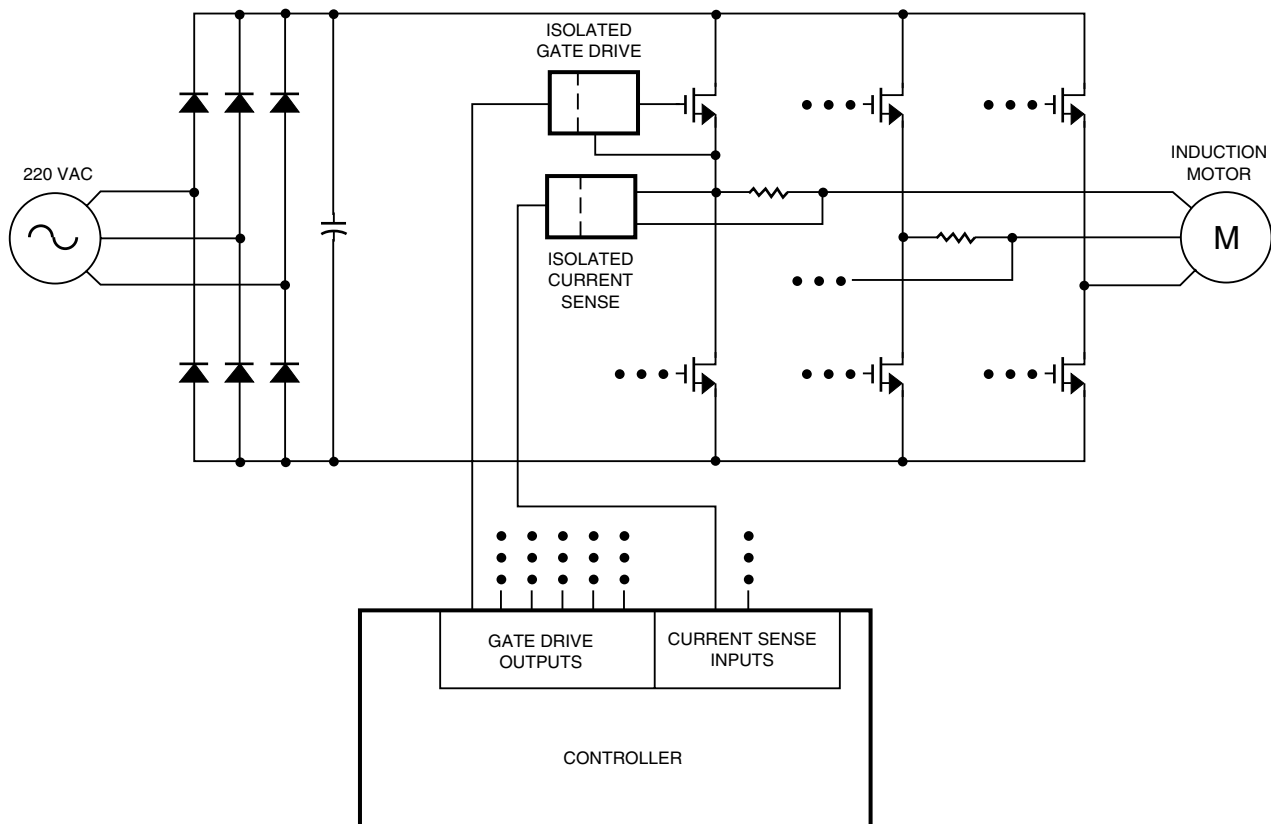 ISOLATED
GATE DRIVE
220 VAC
INDUCTION
MOTOR
M
ISOLATED
CURRENT
SENSE
GATE DRIVE
OUTPUTS
CURRENT SENSE
INPUTS
CONTROLLER